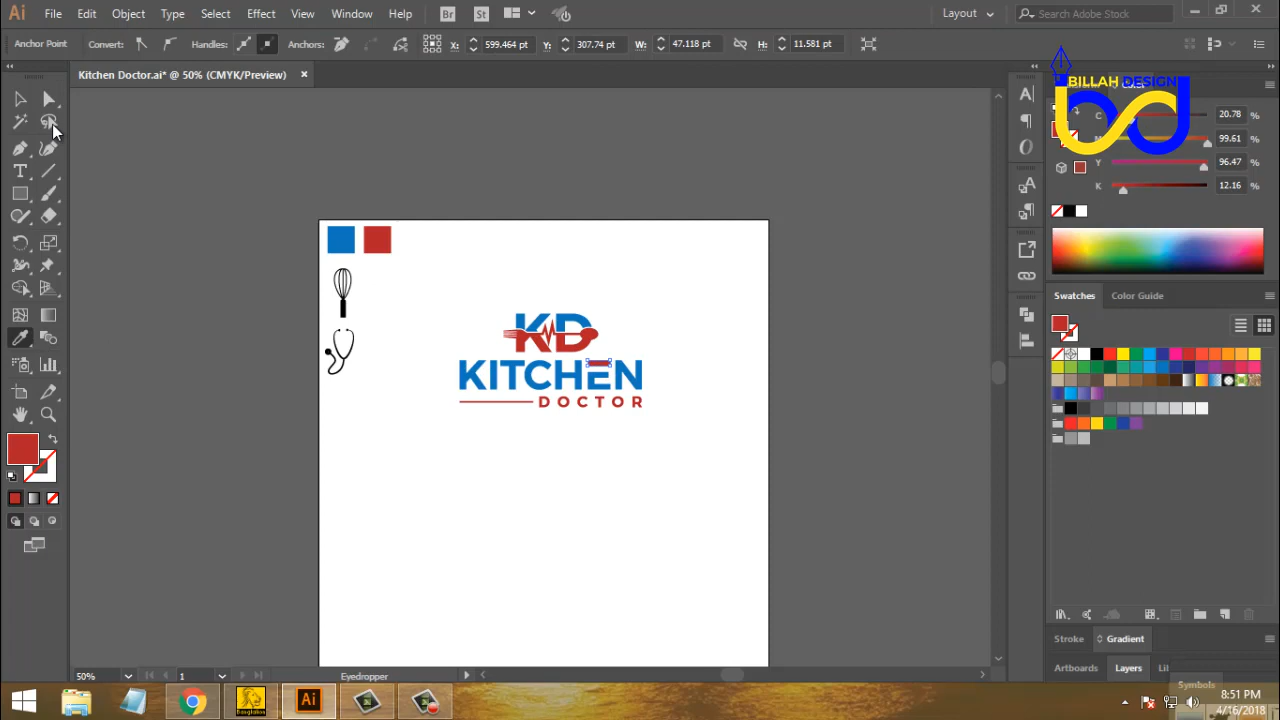 Ai File Edit Object Type Select Effect View Window Help Br St Layout Search Adobe Stock
Anchor Point Convert: Handles: Anchors: X: 599.464 pt Y: 307.74 pt W: 47.118 pt H: 11.581 pt
Kitchen Doctor.ai* @ 50% (CMYK/Preview)
BILLAH DESIGN
C 20.78 %
99.61 %
Y 96.47 %
K 12.16 %
Swatches Color Guide
KD
KITCHEN
DOCTOR
Stroke Gradient
Artboards Layers
50% 1 Eyedropper
Symbols
Ai
8:51 PM
4/16/2018